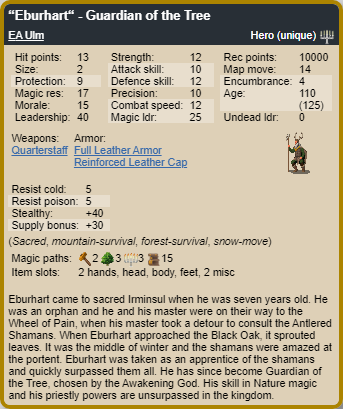 “Eburhart“ - Guardian of the Tree
EA Ulm Hero (unique)
Hit points: 13 Strength: 12 Rec points: 10000
Size: 2 Attack skill: 10 Map move: 14
Protection: 9 Defence skill: 12 Encumbrance: 4
Magic res: 17 Precision: 10 Age: 110
Morale: 15 Combat speed: 12 (125)
Leadership: 40 Magic ldr: 25 Undead ldr: 0
Weapons: Armor:
Quarterstaff Full Leather Armor
Reinforced Leather Cap
Resist cold: 5
Resist poison: 5
Stealthy: +40
Supply bonus: +30
(Sacred, mountain-survival, forest-survival, snow-move)
Magic paths: 2 3 3 15
Item slots: 2 hands, head, body, feet, 2 misc
Eburhart came to sacred Irminsul when he was seven years old. He
was an orphan and he and his master were on their way to the
Wheel of Pain, when his master took a detour to consult the Antlered
Shamans. When Eburhart approached the Black Oak, it sprouted
leaves. It was the middle of winter and the shamans were amazed at
the portent. Eburhart was taken as an apprentice of the shamans
and quickly surpassed them all. He has since become Guardian of
the Tree, chosen by the Awakening God. His skill in Nature magic
and his priestly powers are unsurpassed in the kingdom.